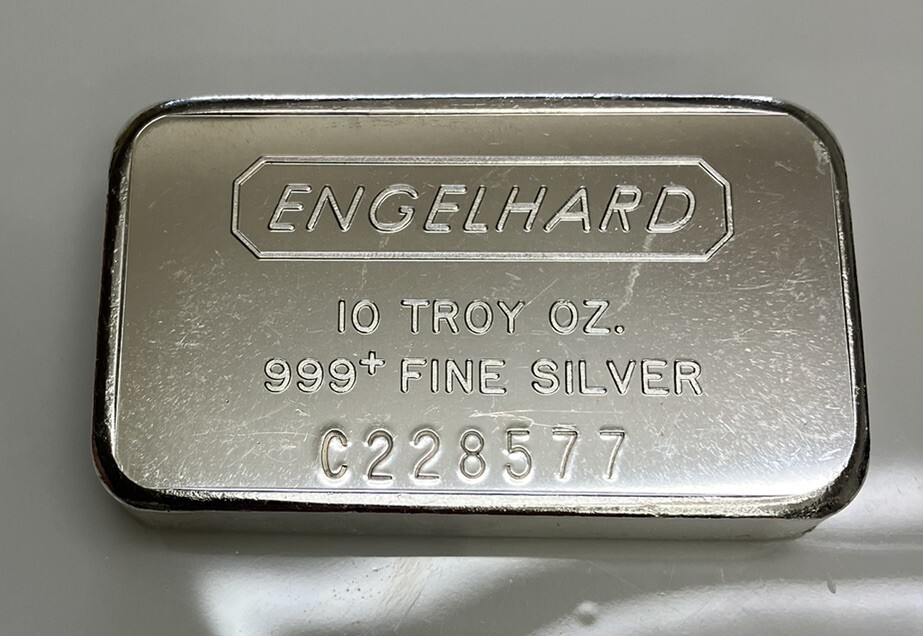 ENGELHARD
10 TROY OZ.
999+ FINE SILVER
C228577